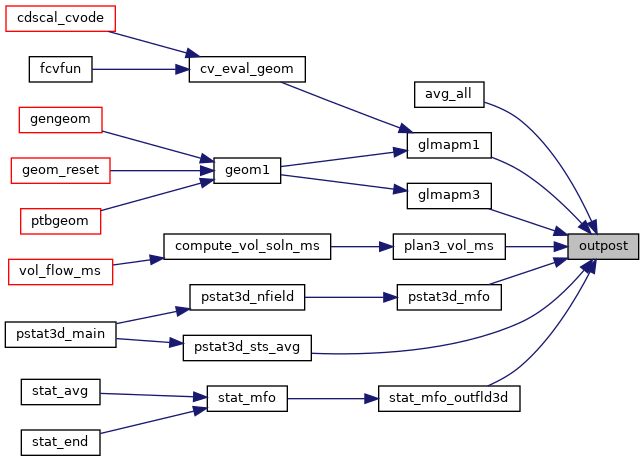 cdscal_cvode
fcvfun
cv_eval_geom
avg_all
gengeom
glmapm1
geom_reset
geom1
glmapm3
ptbgeom
outpost
compute_vol_soln_ms
plan3_vol_ms
vol_flow_ms
pstat3d_nfield
pstat3d_mfo
pstat3d_main
pstat3d_sts_avg
stat_avg
stat_mfo
stat_mfo_outfld3d
stat_end